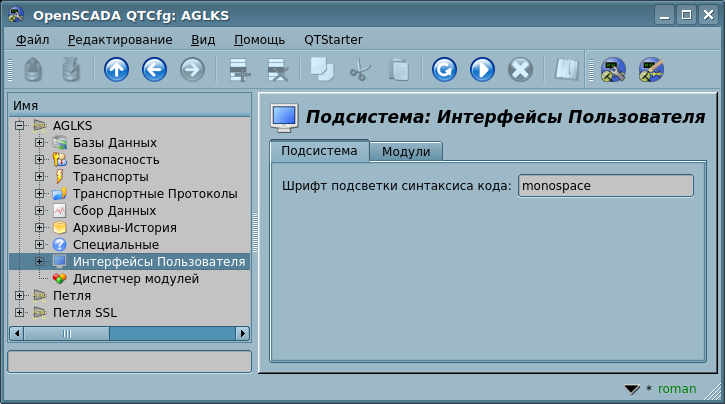 OpenSCADA QTCfg: AGLKS
Файл Редактирование Вид Помощь QTStarter
Имя
AGLKS
Базы Данных
Безопасность
Транспорты
Транспортные Протоколы
Сбор Данных
Архивы-История
Специальные
Интерфейсы Пользователя
Диспетчер модулей
Петля
Петля SSL
Подсистема: Интерфейсы Пользователя
Подсистема Модули
Шрифт подсветки синтаксиса кода: monospace
* roman